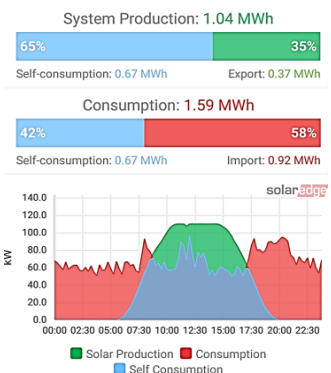 System Production: 1.04 MWh
65% 35%
Self-consumption: 0.67 MWh Export: 0.37 MWh
Consumption: 1.59 MWh
42% 58%
Self-consumption: 0.67 MWh Import: 0.92 MWh
solaredge
140.0
120.0
100.0
80.0
60.0
40.0
20.0
0.0
kW
00:00 02:30 05:00 07:30 10:00 12:30 15:00 17:30 20:00 22:30
Solar Production Consumption
Self Consumption